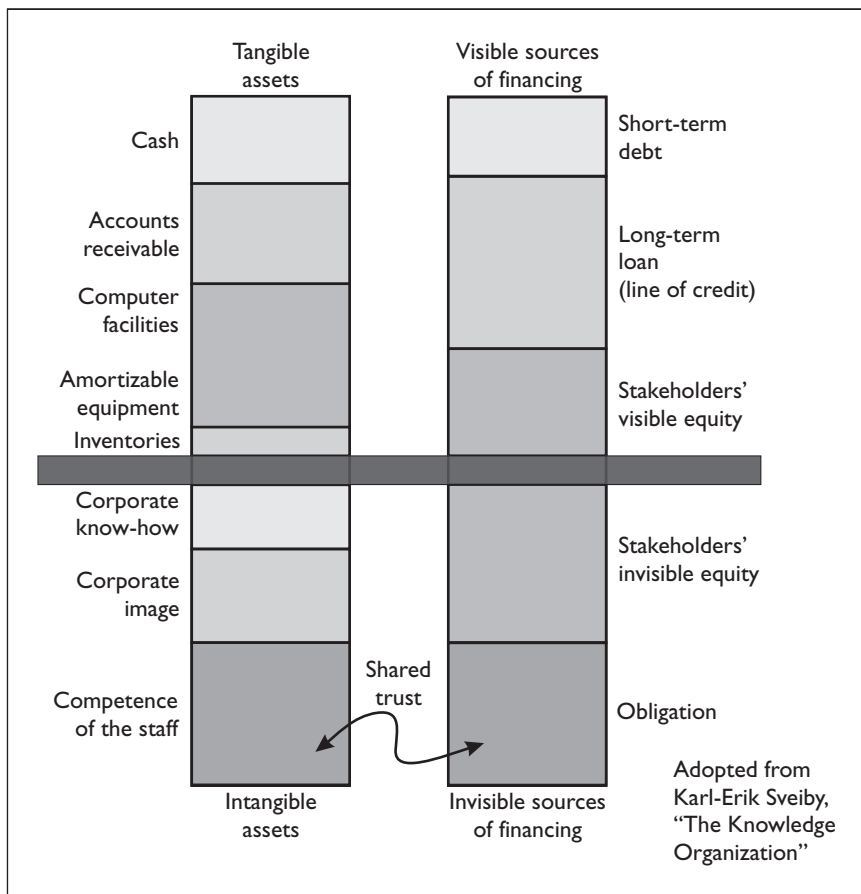 Tangible
assets
Visible sources
of financing
Cash
Short-term
debt
Accounts
receivable
Long-term
loan
(line of credit)
Computer
facilities
Amortizable
equipment
Stakeholders’
visible equity
Inventories
Corporate
know-how
Stakeholders’
invisible equity
Corporate
image
Shared
trust
Competence
of the staff
Obligation
Intangible
assets
Invisible sources
of financing
Adopted from
Karl-Erik Sveiby,
“The Knowledge
Organization”